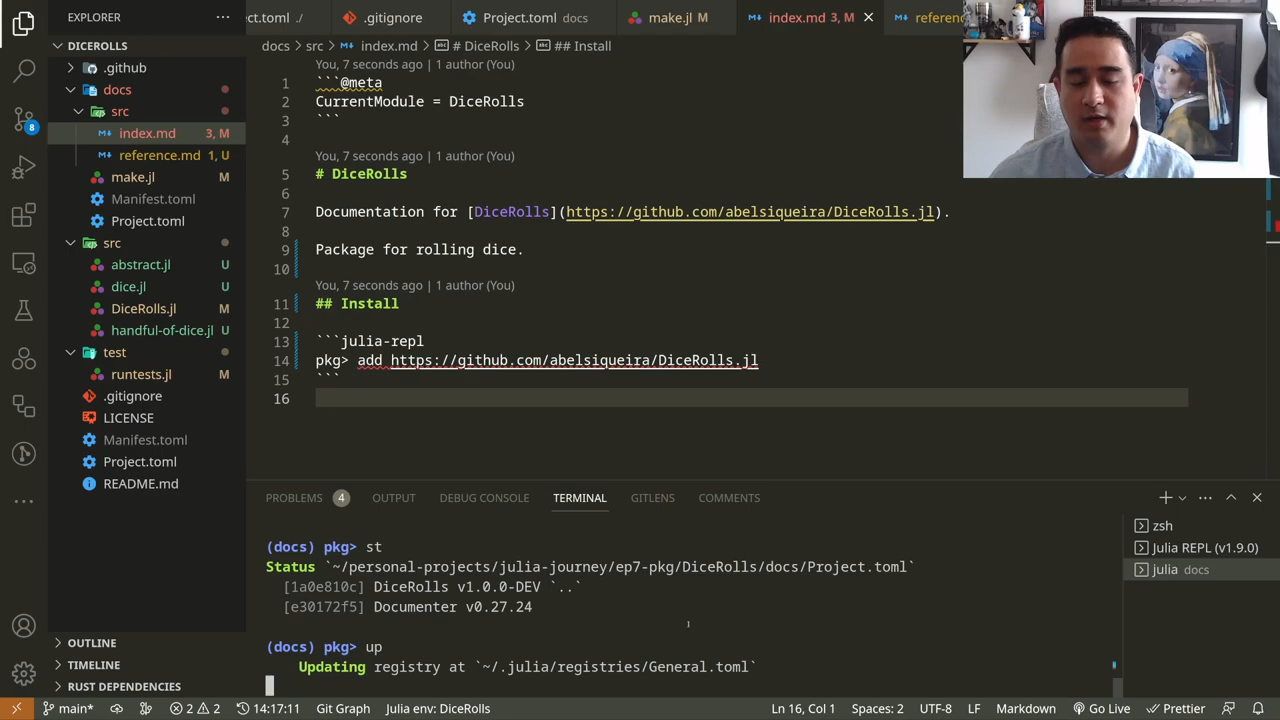 EXPLORER
ect.toml ./
.gitignore
Project.toml docs
make.jl M
index.md 3, M
reference
DICEROLLS
.github
docs
src
index.md 3, M
reference.md 1, U
make.jl M
Manifest.toml
Project.toml
src
abstract.jl U
dice.jl U
DiceRolls.jl M
handful-of-dice.jl U
test
runtests.jl M
.gitignore
LICENSE
Manifest.toml
Project.toml
README.md
OUTLINE
TIMELINE
RUST DEPENDENCIES
8
docs > src > index.md > # DiceRolls > ## Install
You, 7 seconds ago | 1 author (You)
1 ```@meta
2 CurrentModule = DiceRolls
3 ```
4
You, 7 seconds ago | 1 author (You)
5 # DiceRolls
6
7 Documentation for [DiceRolls](https://github.com/abelsiqueira/DiceRolls.jl).
8
9 Package for rolling dice.
10
You, 7 seconds ago | 1 author (You)
11 ## Install
12
13 ```julia-repl
14 pkg> add https://github.com/abelsiqueira/DiceRolls.jl
15 ```
16
PROBLEMS 4 OUTPUT DEBUG CONSOLE TERMINAL GITLENS COMMENTS
(docs) pkg> st
Status `~/personal-projects/julia-journey/ep7-pkg/DiceRolls/docs/Project.toml`
[1a0e810c] DiceRolls v1.0.0-DEV `..`
[e30172f5] Documenter v0.27.24
(docs) pkg> up
Updating registry at `~/.julia/registries/General.toml`
zsh
Julia REPL (v1.9.0)
julia docs
main* 2 2 14:17:11 Git Graph Julia env: DiceRolls Ln 16, Col 1 Spaces: 2 UTF-8 LF Markdown Go Live Prettier